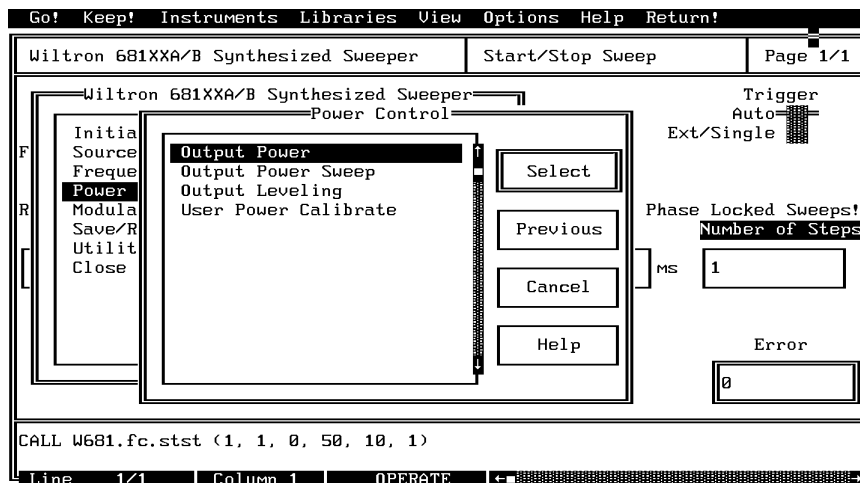 Go! Keep! Instruments Libraries View Options Help Return!
Wiltron 681XXA/B Synthesized Sweeper
Start/Stop Sweep
Page 1/1
Wiltron 681XXA/B Synthesized Sweeper
Initia
Source
Freque
Power
Modula
Save/R
Utilit
Close
Power Control
Output Power
Output Power Sweep
Output Leveling
User Power Calibrate
Select
Previous
Cancel
Help
F
R
Trigger
Auto
Ext/Single
Phase Locked Sweeps!
Number of Steps
ms
1
Error
0
CALL W681.fc.stst (1, 1, 0, 50, 10, 1)
Line 1/1 Column 1 OPERATE